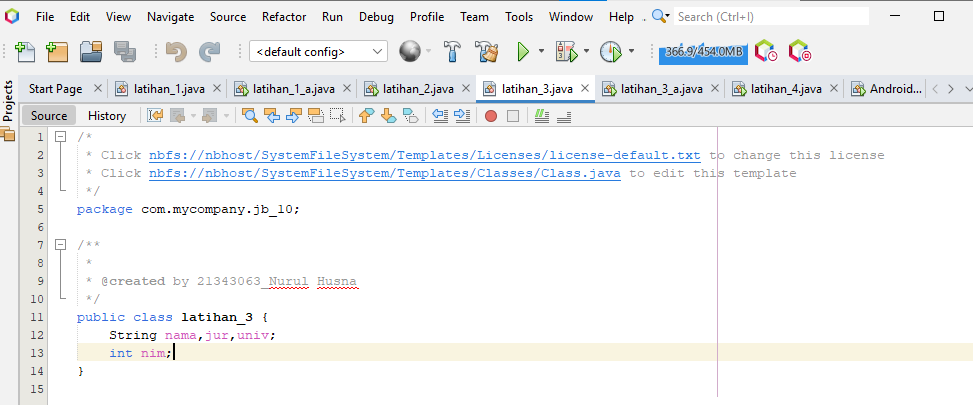 File Edit View Navigate Source Refactor Run Debug Profile Team Tools Window Help .. Search (Ctrl+I)
<default config> 366.9/454.0MB
Projects
Start Page latihan_1.java latihan_1_a.java latihan_2.java latihan_3.java latihan_3_a.java latihan_4.java Android...
Source History
1 /*
2 * Click nbfs://nbhost/SystemFileSystem/Templates/Licenses/license-default.txt to change this license
3 * Click nbfs://nbhost/SystemFileSystem/Templates/Classes/Class.java to edit this template
4 */
5 package com.mycompany.jb_10;
6
7 /**
8 *
9 * @created by 21343063_Nurul Husna
10 */
11 public class latihan_3 {
12 String nama,jur,univ;
13 int nim;
14 }
15